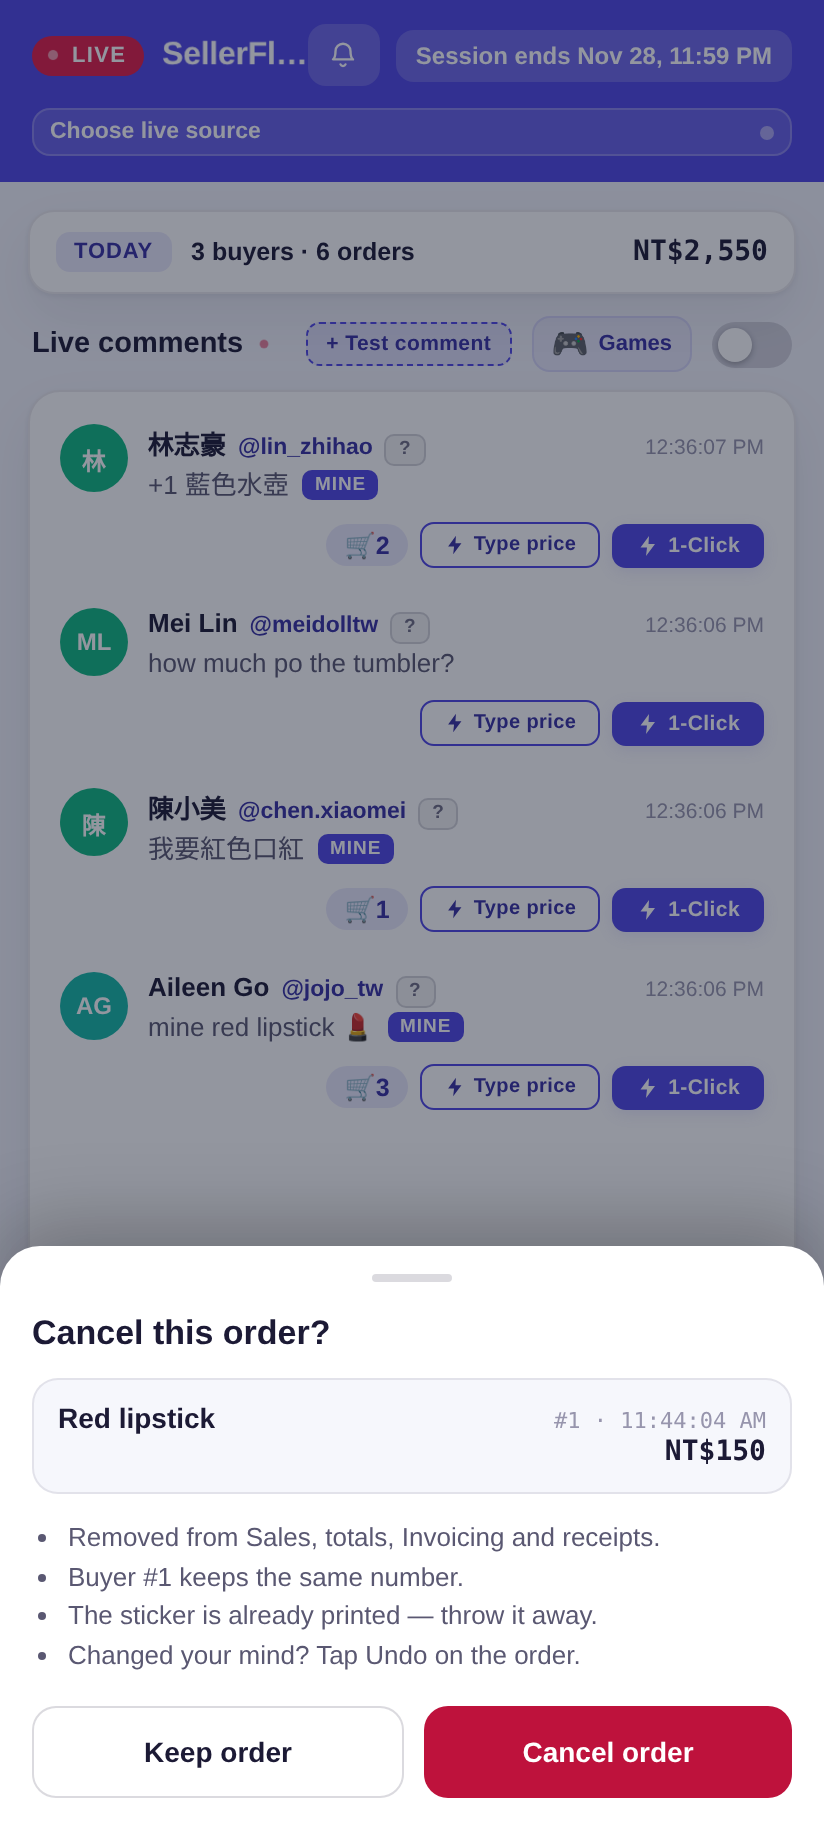 LIVE SellerFl... Session ends Nov 28, 11:59 PM
Choose live source
TODAY 3 buyers · 6 orders NT$2,550
Live comments + Test comment 🎮 Games
林 林志豪 @lin_zhihao ? 12:36:07 PM
+1 藍色水壺 MINE
🛒2 Type price 1-Click
ML Mei Lin @meidolltw ? 12:36:06 PM
how much po the tumbler?
Type price 1-Click
陳 陳小美 @chen.xiaomei ? 12:36:06 PM
我要紅色口紅 MINE
🛒1 Type price 1-Click
AG Aileen Go @jojo_tw ? 12:36:06 PM
mine red lipstick 💄 MINE
🛒3 Type price 1-Click
Cancel this order?
Red lipstick #1 · 11:44:04 AM
NT$150
• Removed from Sales, totals, Invoicing and receipts.
• Buyer #1 keeps the same number.
• The sticker is already printed — throw it away.
• Changed your mind? Tap Undo on the order.
Keep order Cancel order